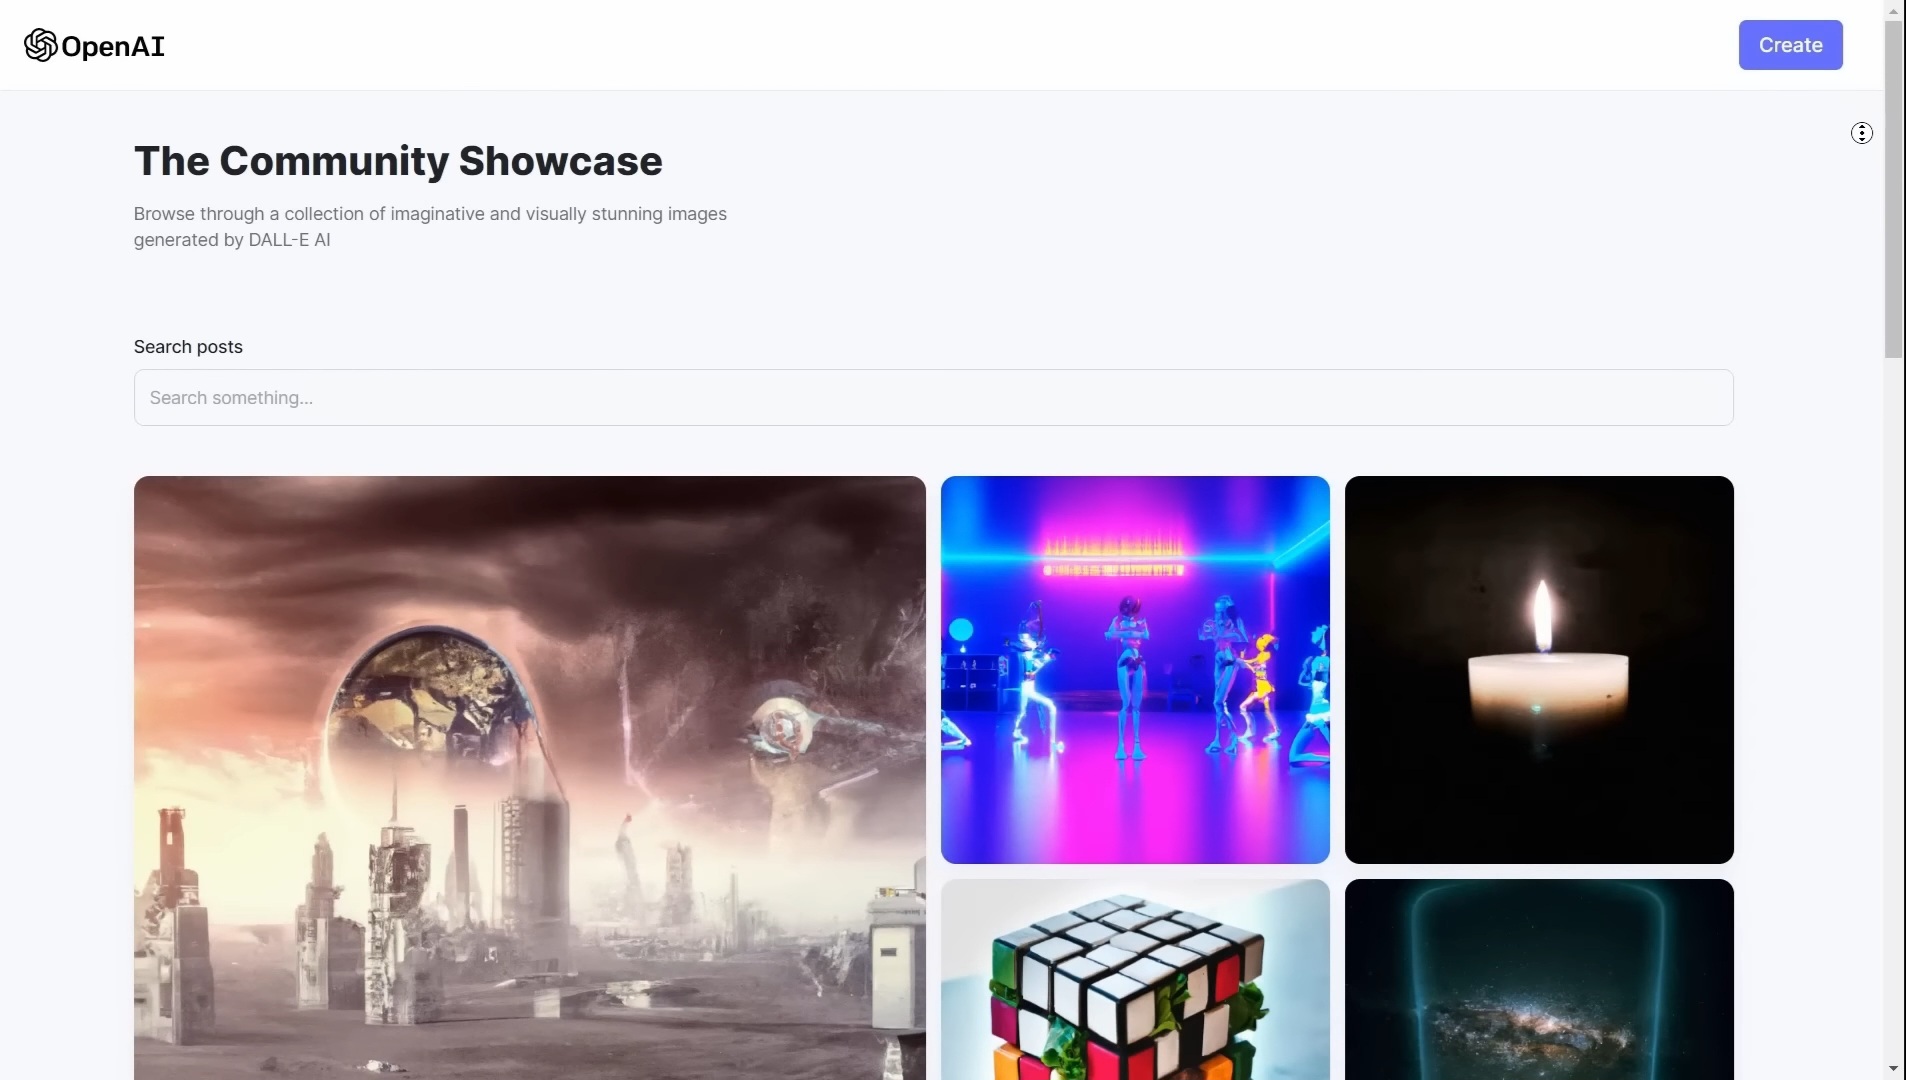 OpenAI
Create
The Community Showcase
Browse through a collection of imaginative and visually stunning images
generated by DALL-E AI
Search posts
Search something...